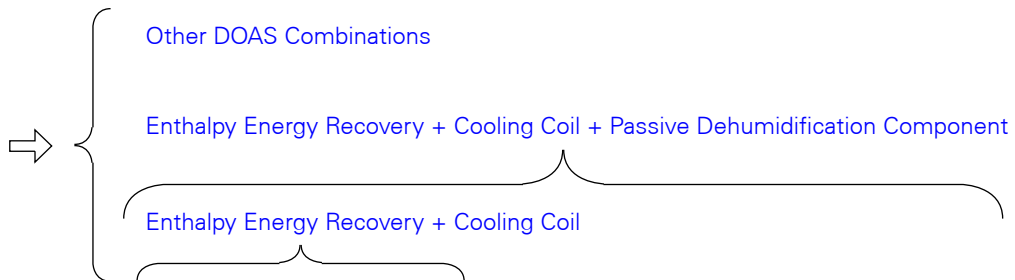 Other DOAS Combinations
Enthalpy Energy Recovery + Cooling Coil + Passive Dehumidification Component
Enthalpy Energy Recovery + Cooling Coil